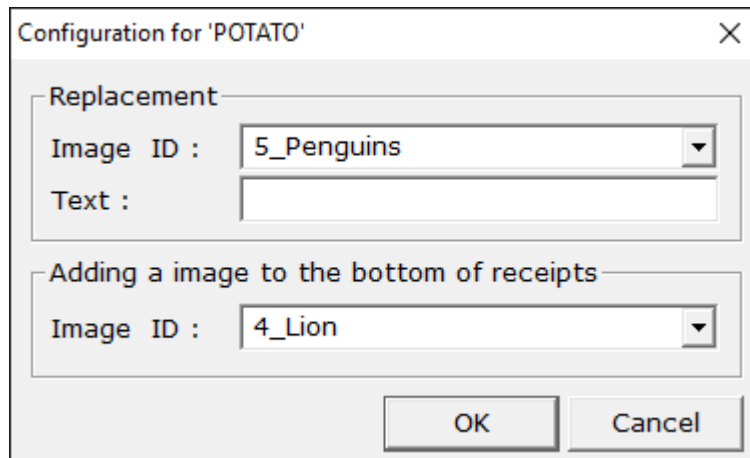 Configuration for 'POTATO'
Replacement
Image ID : 5_Penguins
Text :
Adding a image to the bottom of receipts
Image ID : 4_Lion
OK Cancel